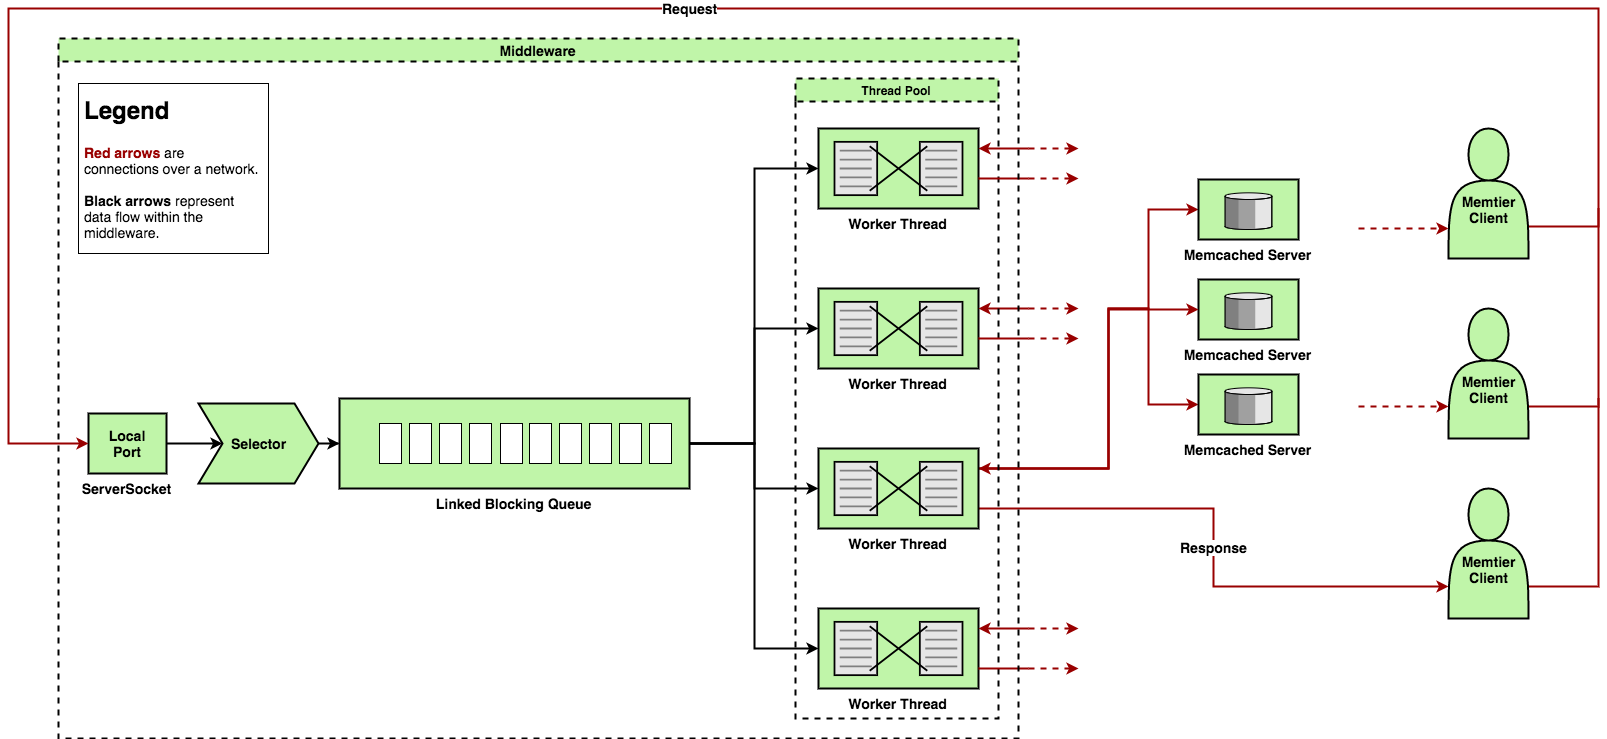 Request
Middleware
Legend
Red arrows are
connections over a network.
Black arrows represent
data flow within the
middleware.
Thread Pool
Worker Thread
Worker Thread
Worker Thread
Worker Thread
Local
Port
ServerSocket
Selector
Linked Blocking Queue
Memcached Server
Memcached Server
Memcached Server
Response
Memtier
Client
Memtier
Client
Memtier
Client